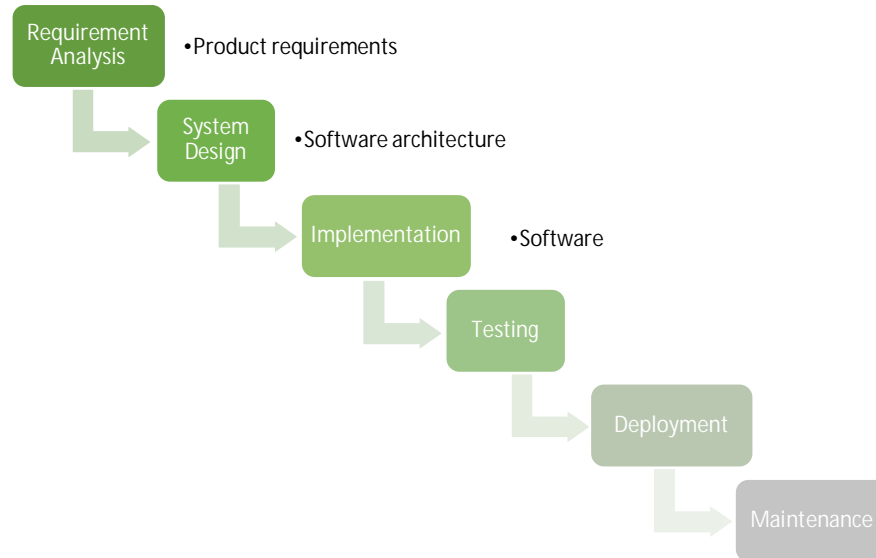 Requirement
Analysis
•Product requirements
System
Design
•Software architecture
Implementation
•Software
Testing
Deployment
Maintenance